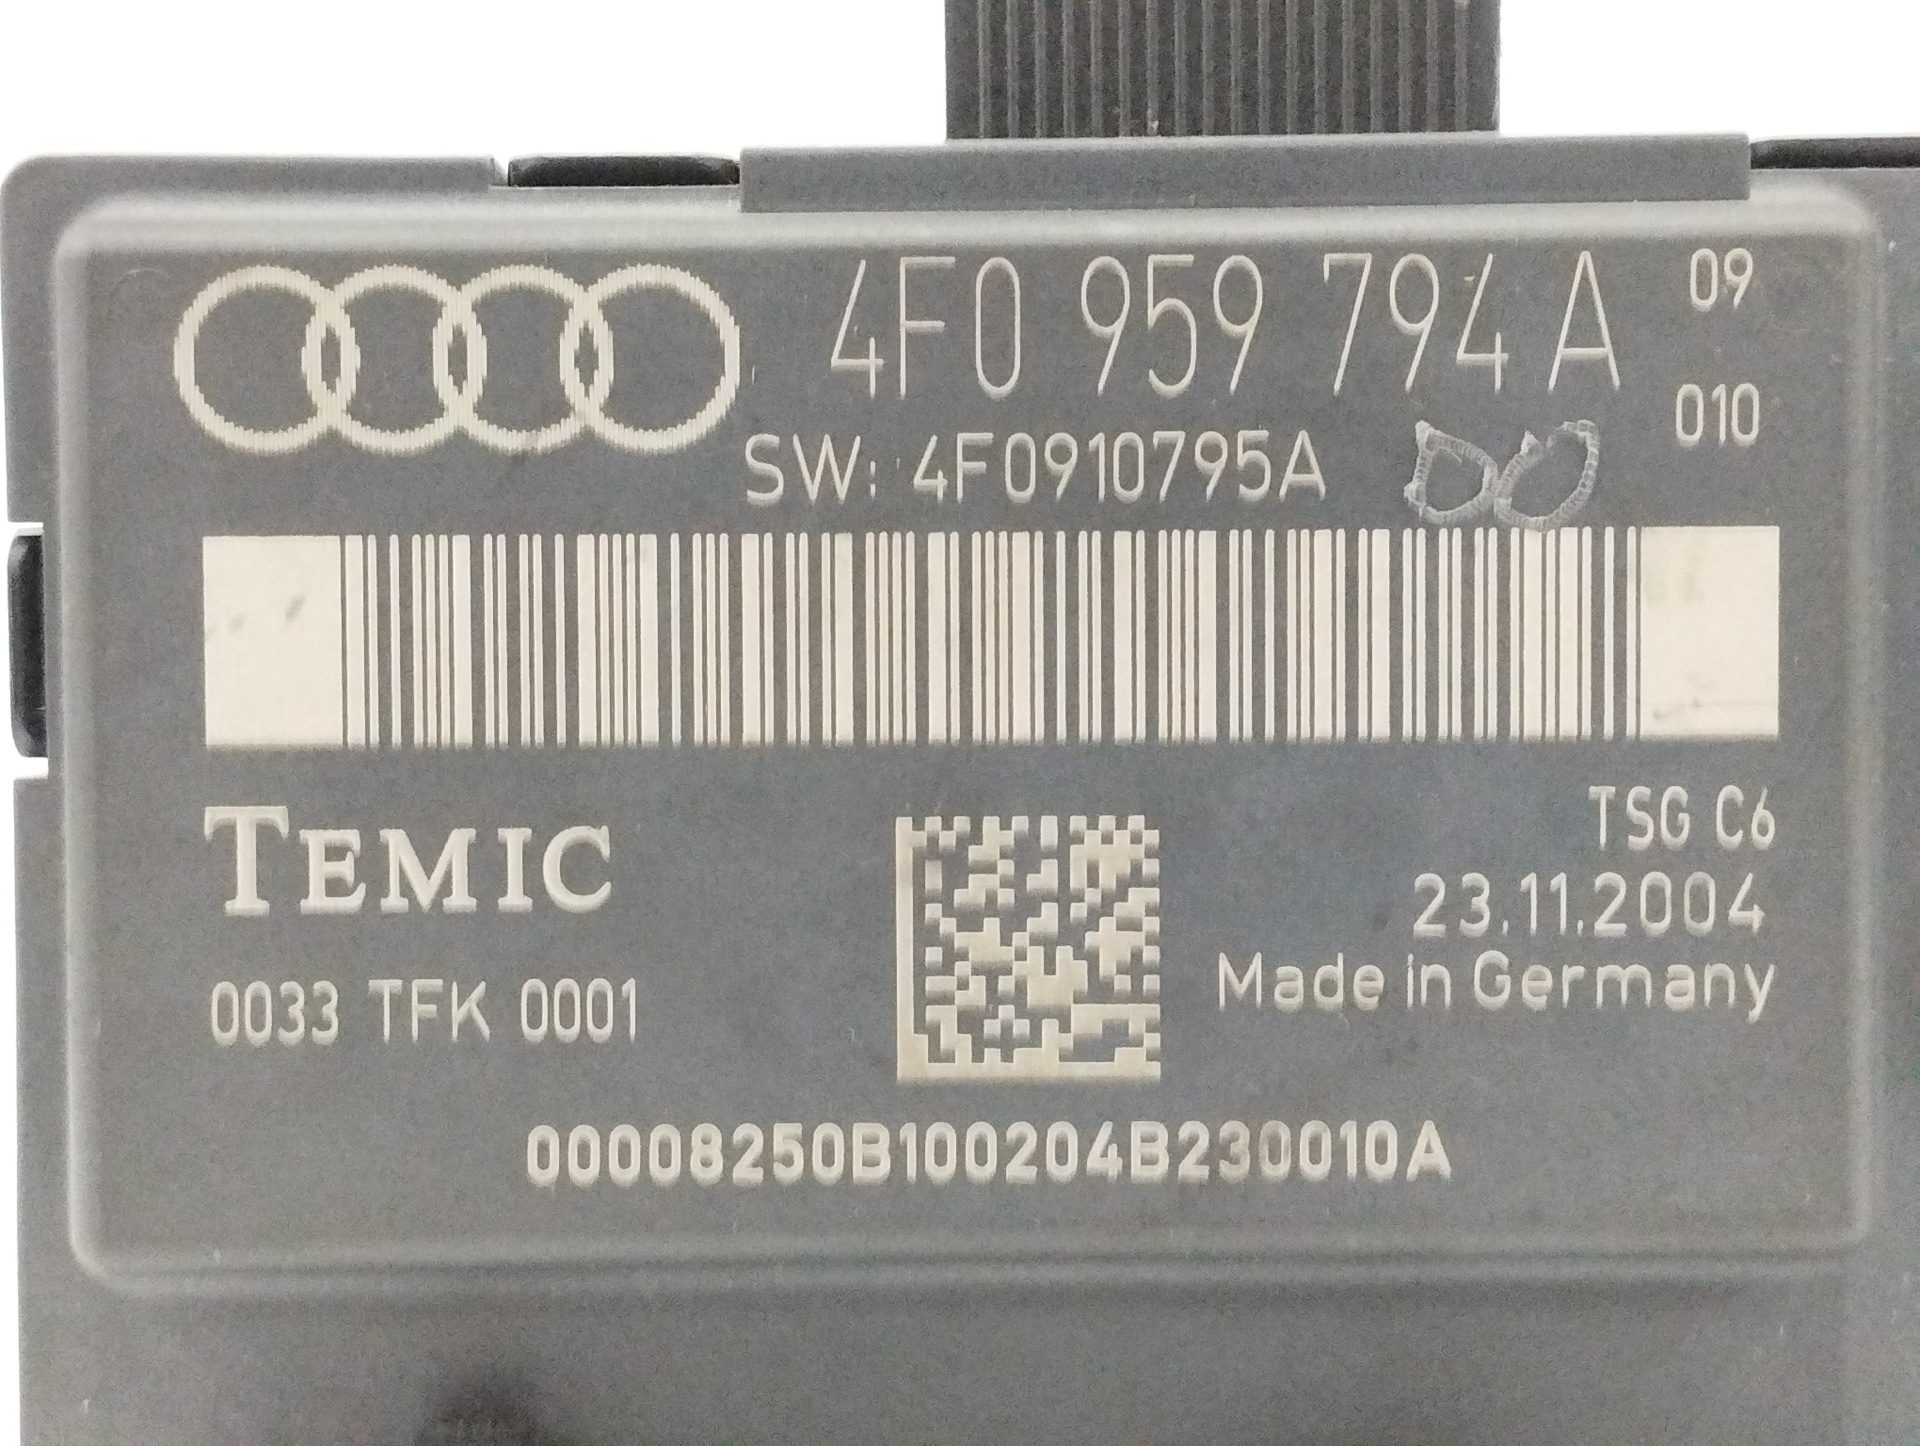 4F0 959 794 A 09
SW: 4F0910795A 010
TEMIC
TSG C6
23.11.2004
Made in Germany
0033 TFK 0001
00008250B100204B230010A